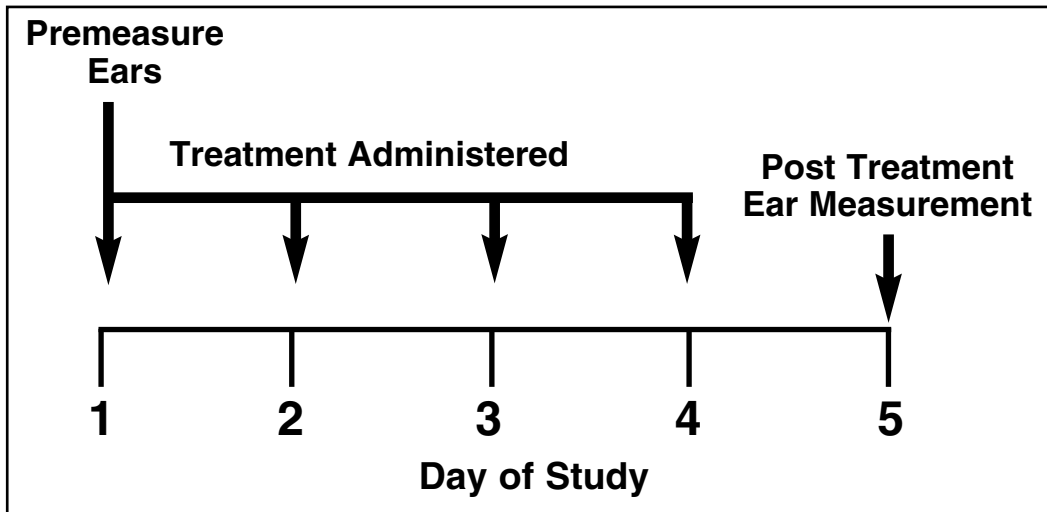 Premeasure
Ears
Treatment Administered
Post Treatment
Ear Measurement
1 2 3 4 5
Day of Study